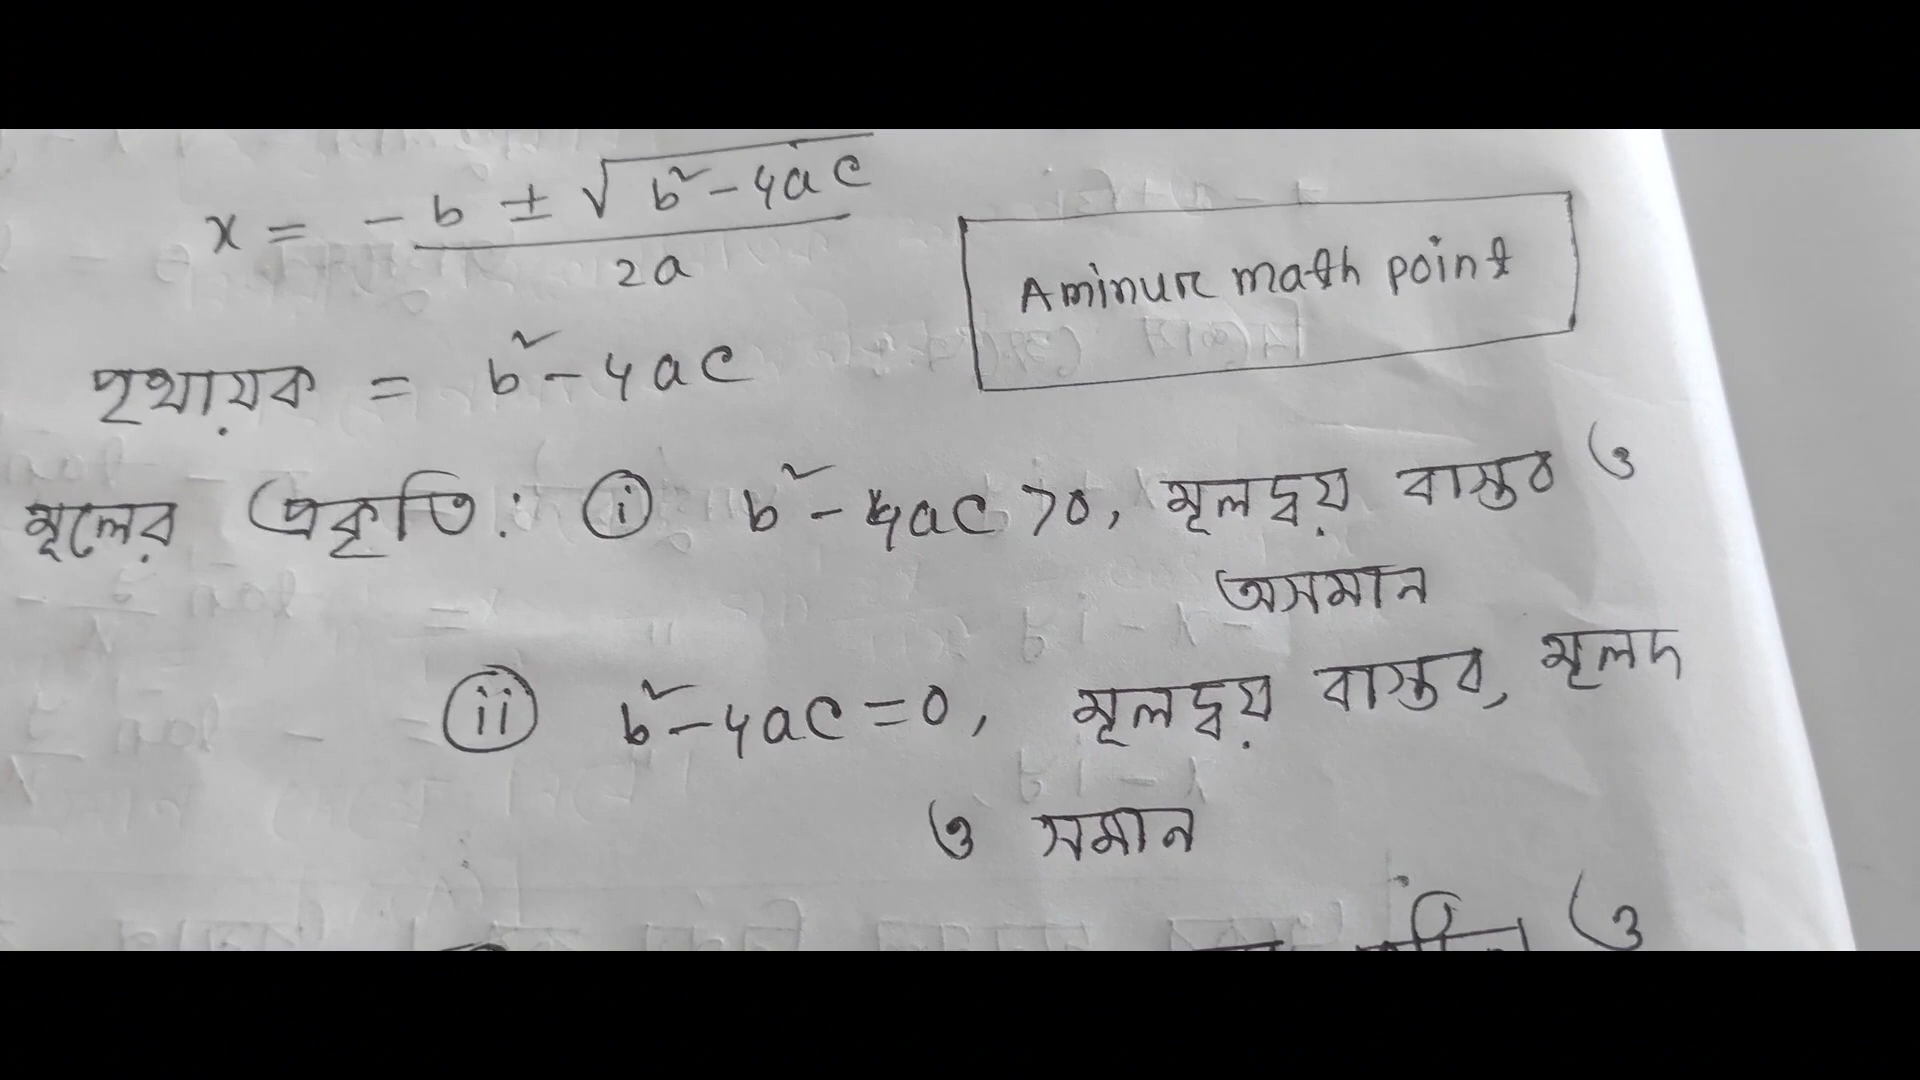 x = -b ± √b²-4ac
2a
Aminur math point
পৃথায়ক = b²-4ac
মূলের প্রকৃতি: (i) b²-4ac >0, মূলদ্বয় বাস্তব ও
অসমান
(ii) b²-4ac=0, মূলদ্বয় বাস্তব, মূলদ
ও সমান
ও